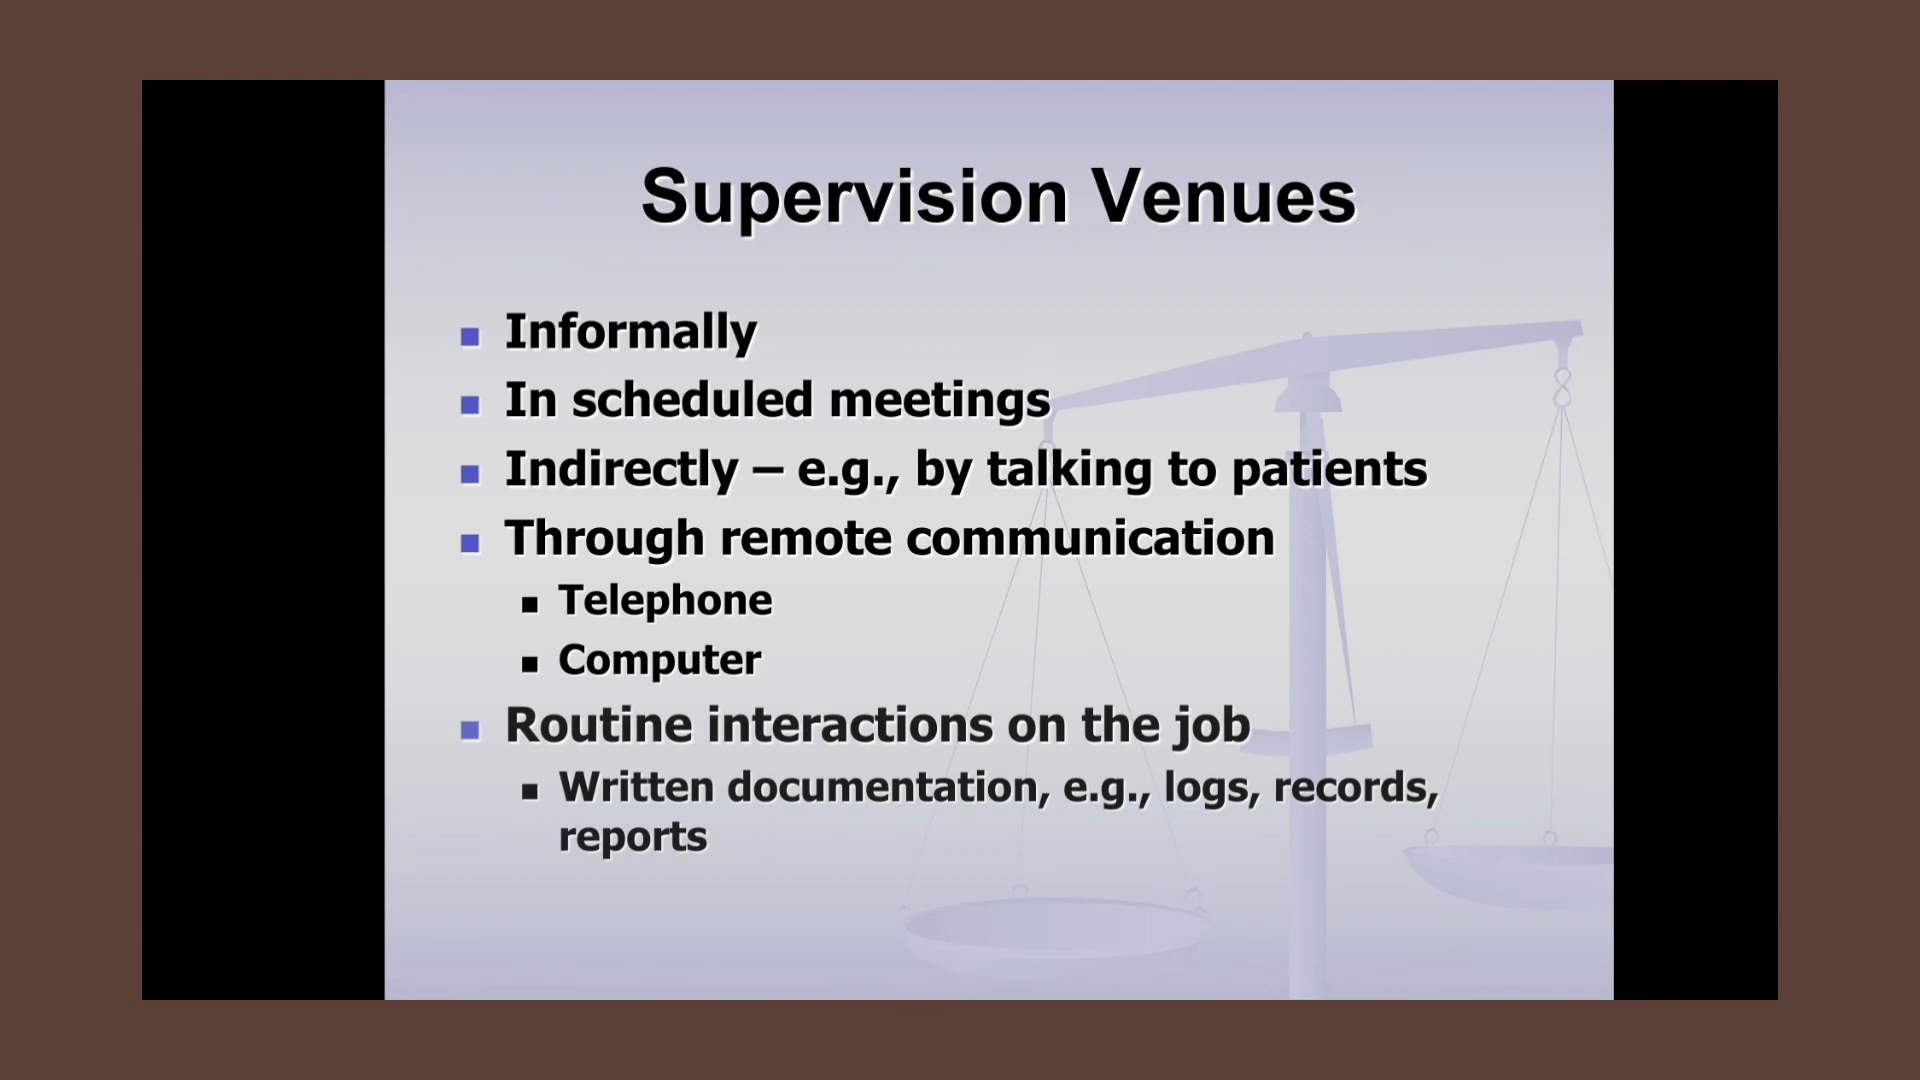 Supervision Venues
Informally
In scheduled meetings
Indirectly – e.g., by talking to patients
Through remote communication
Telephone
Computer
Routine interactions on the job
Written documentation, e.g., logs, records,
reports